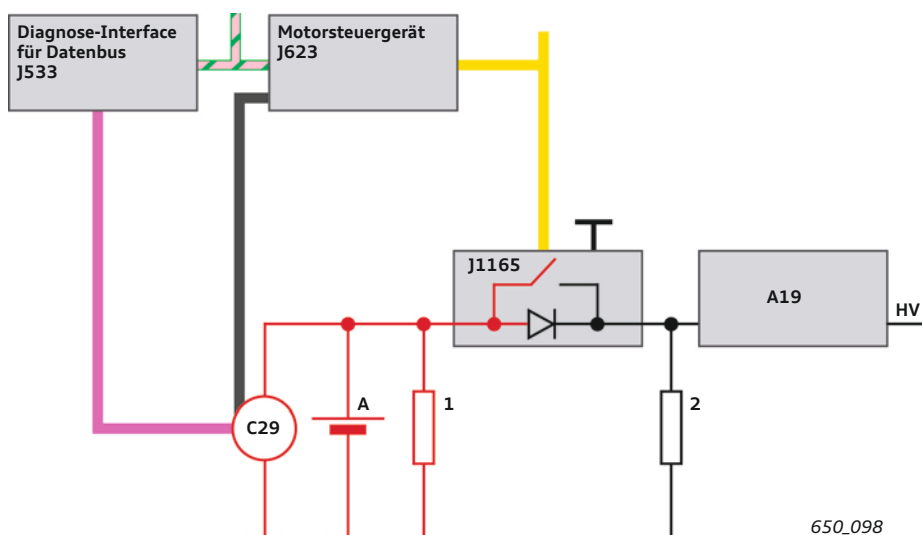 Diagnose-Interface
für Datenbus
J533
Motorsteuergerät
J623
J1165
A19
HV
C29
A
1
2
650_098